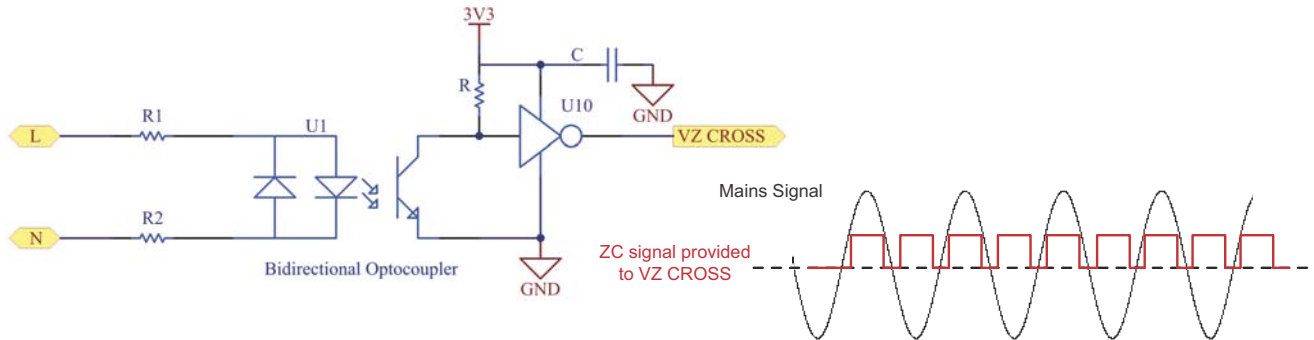 3V3
C
R
U10
GND
R1
U1
L
VZ CROSS
R2
N
Bidirectional Optocoupler
GND
Mains Signal
ZC signal provided
to VZ CROSS